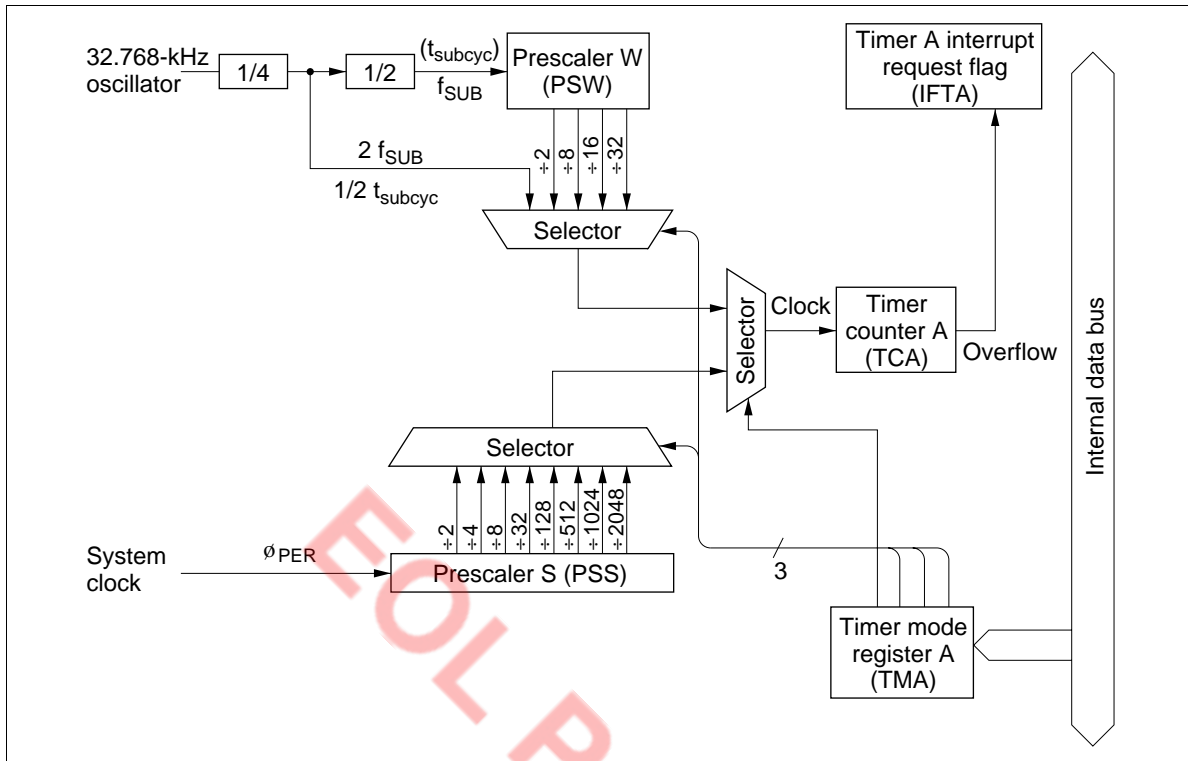 32.768-kHz
oscillator
1/4
1/2
(tsubcyc)
fSUB
Prescaler W
(PSW)
Timer A interrupt
request flag
(IFTA)
2 fSUB
1/2 tsubcyc
÷2
÷8
÷16
÷32
Selector
Selector
Clock
Timer
counter A
(TCA)
Overflow
Internal data bus
Selector
÷2
÷4
÷8
÷32
÷128
÷512
÷1024
÷2048
System
clock
øPER
Prescaler S (PSS)
3
Timer mode
register A
(TMA)
EOL P